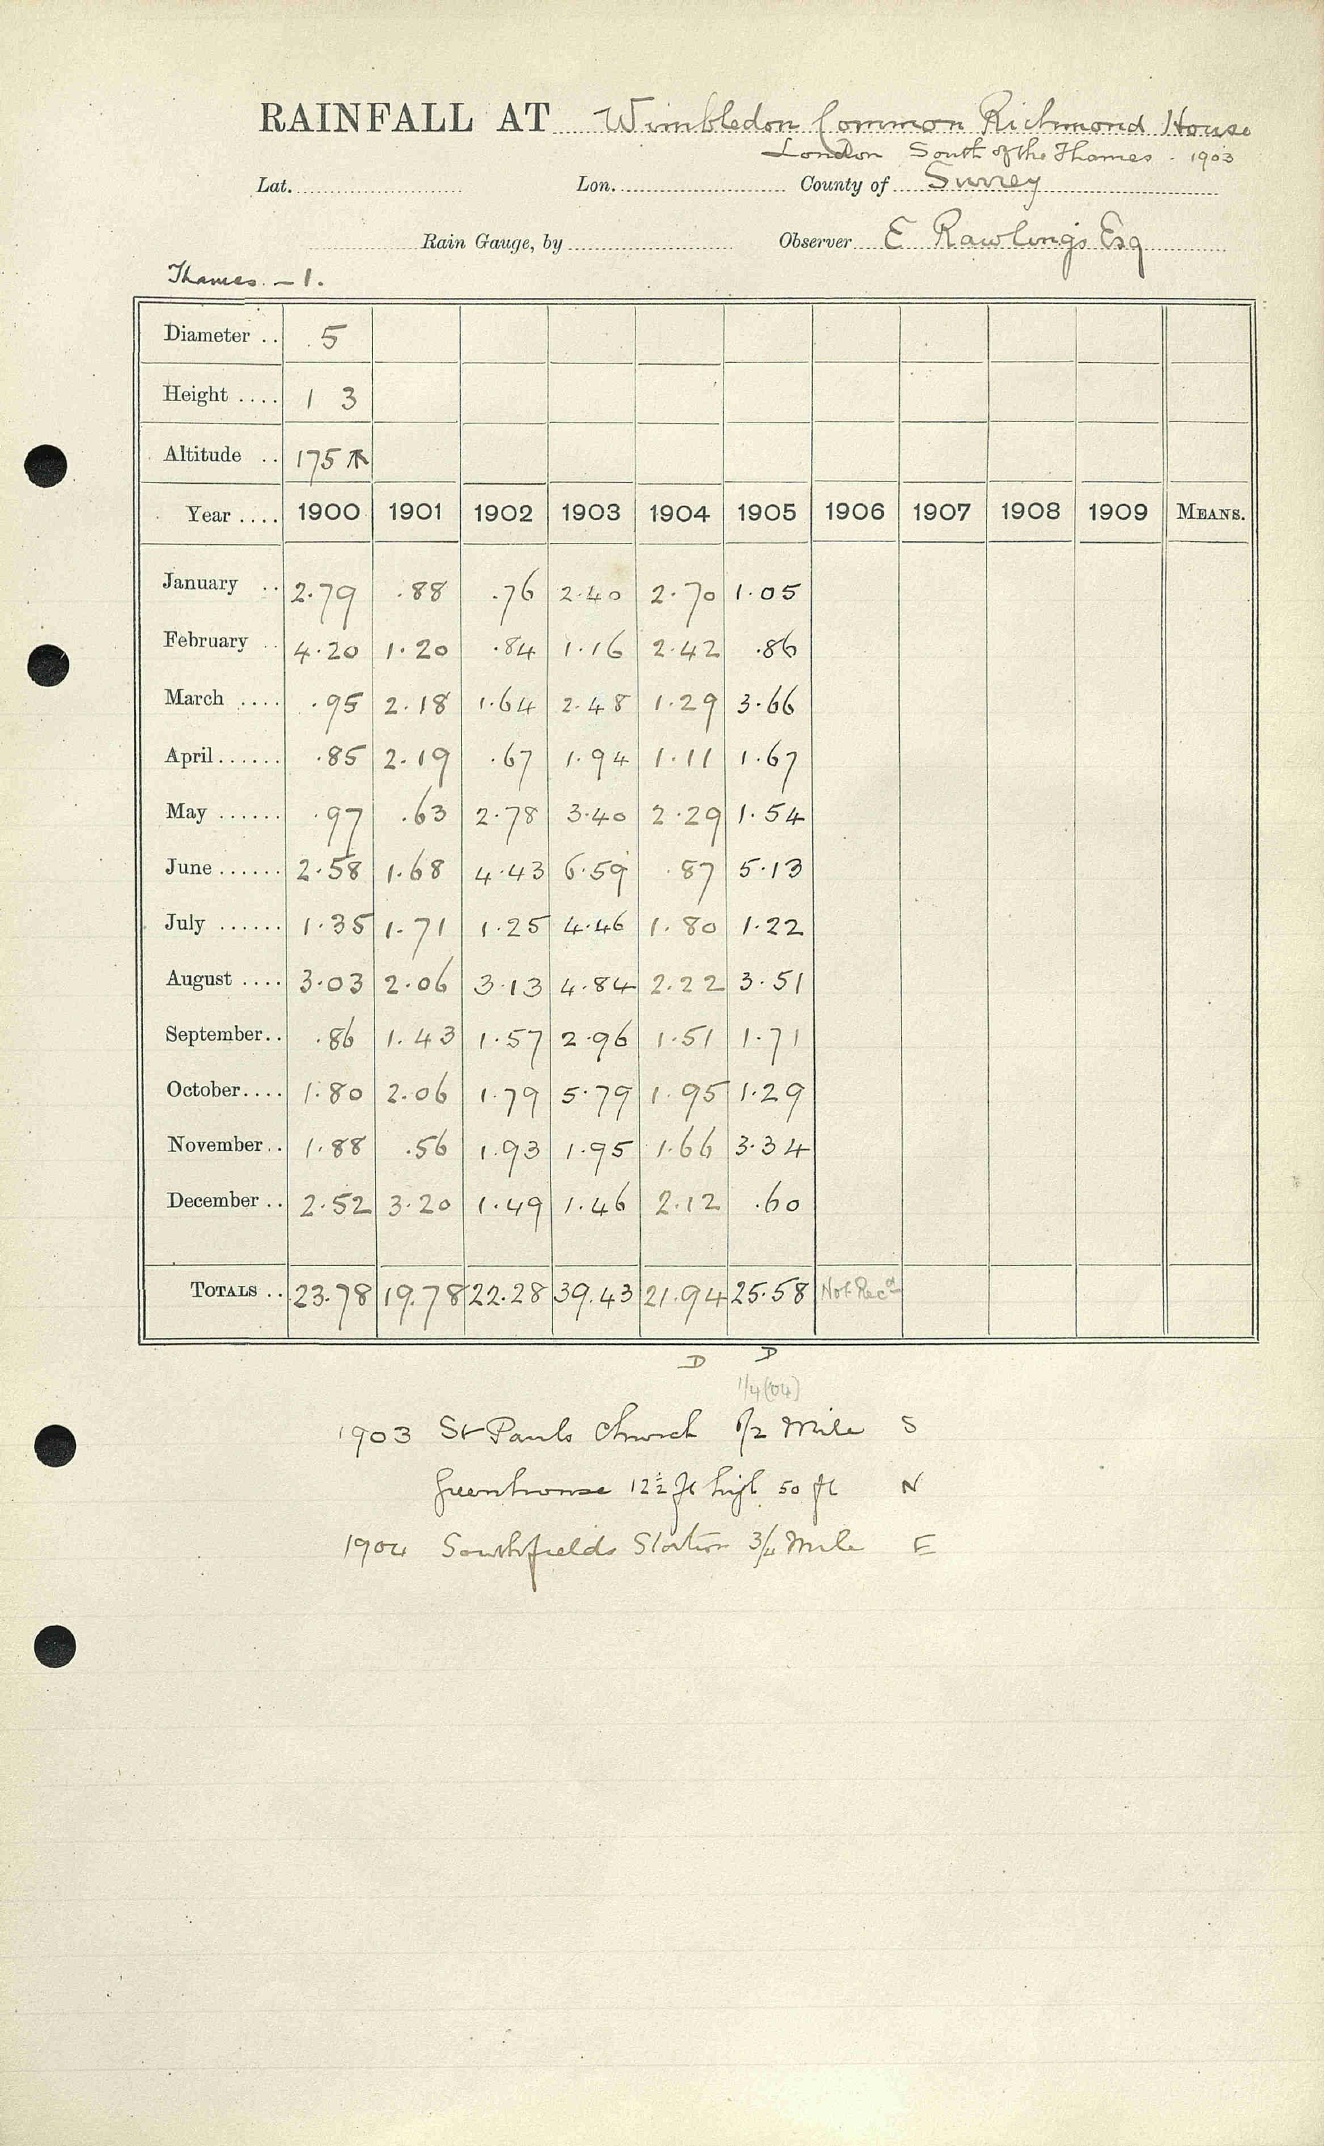 RAINFALL AT Wimbledon Common Richmond House
London South of the Thames. 1903
Lat. Lon. County of Surrey
Rain Gauge, by Observer E Rawlings Esq
Thames – 1.
Diameter .. 5
Height .... 1 3
Altitude .. 175
Year .... 1900 1901 1902 1903 1904 1905 1906 1907 1908 1909 MEANS.
January .. 2.79 .88 .76 2.40 2.70 1.05
February .. 4.20 1.20 .84 1.16 2.42 .86
March .... .95 2.18 1.64 2.48 1.29 3.66
April ...... .85 2.19 .67 1.94 1.11 1.67
May ...... .97 .63 2.78 3.40 2.29 1.54
June ...... 2.58 1.68 4.43 6.59 .87 5.13
July ...... 1.35 1.71 1.25 4.46 1.80 1.22
August .... 3.03 2.06 3.13 4.84 2.22 3.51
September.. .86 1.43 1.57 2.96 1.51 1.71
October.... 1.80 2.06 1.79 5.79 1.95 1.29
November.. 1.88 .56 1.93 1.95 1.66 3.34
December .. 2.52 3.20 1.49 1.46 2.12 .60
TOTALS .. 23.78 19.78 22.28 39.43 21.94 25.58 Not Recd
D D
1/4 (04)
1903 St Pauls Church 1/2 Mile S
Greenhouse 12½ ft high 50 ft N
1904 Southfields Station 3/4 Mile E